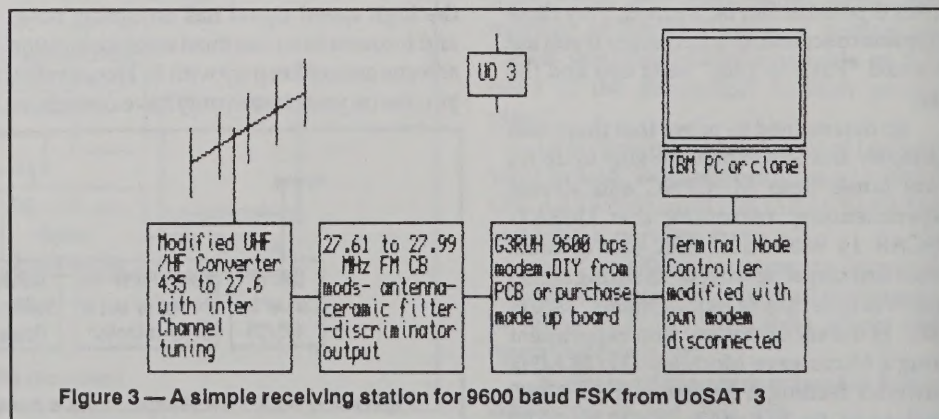 UO 3
IBM PC or clone
Modified UHF
/HF Converter
435 to 27.6
with inter
Channel
tuning
27.61 to 27.99
MHz FM CB
mods- antenna-
ceramic filter
-discriminator
output
G3RUH 9600 bps
modem,DIY from
PCB or purchase
made up board
Terminal Node
Controller
modified with
own modem
disconnected
Figure 3 — A simple receiving station for 9600 baud FSK from UoSAT 3